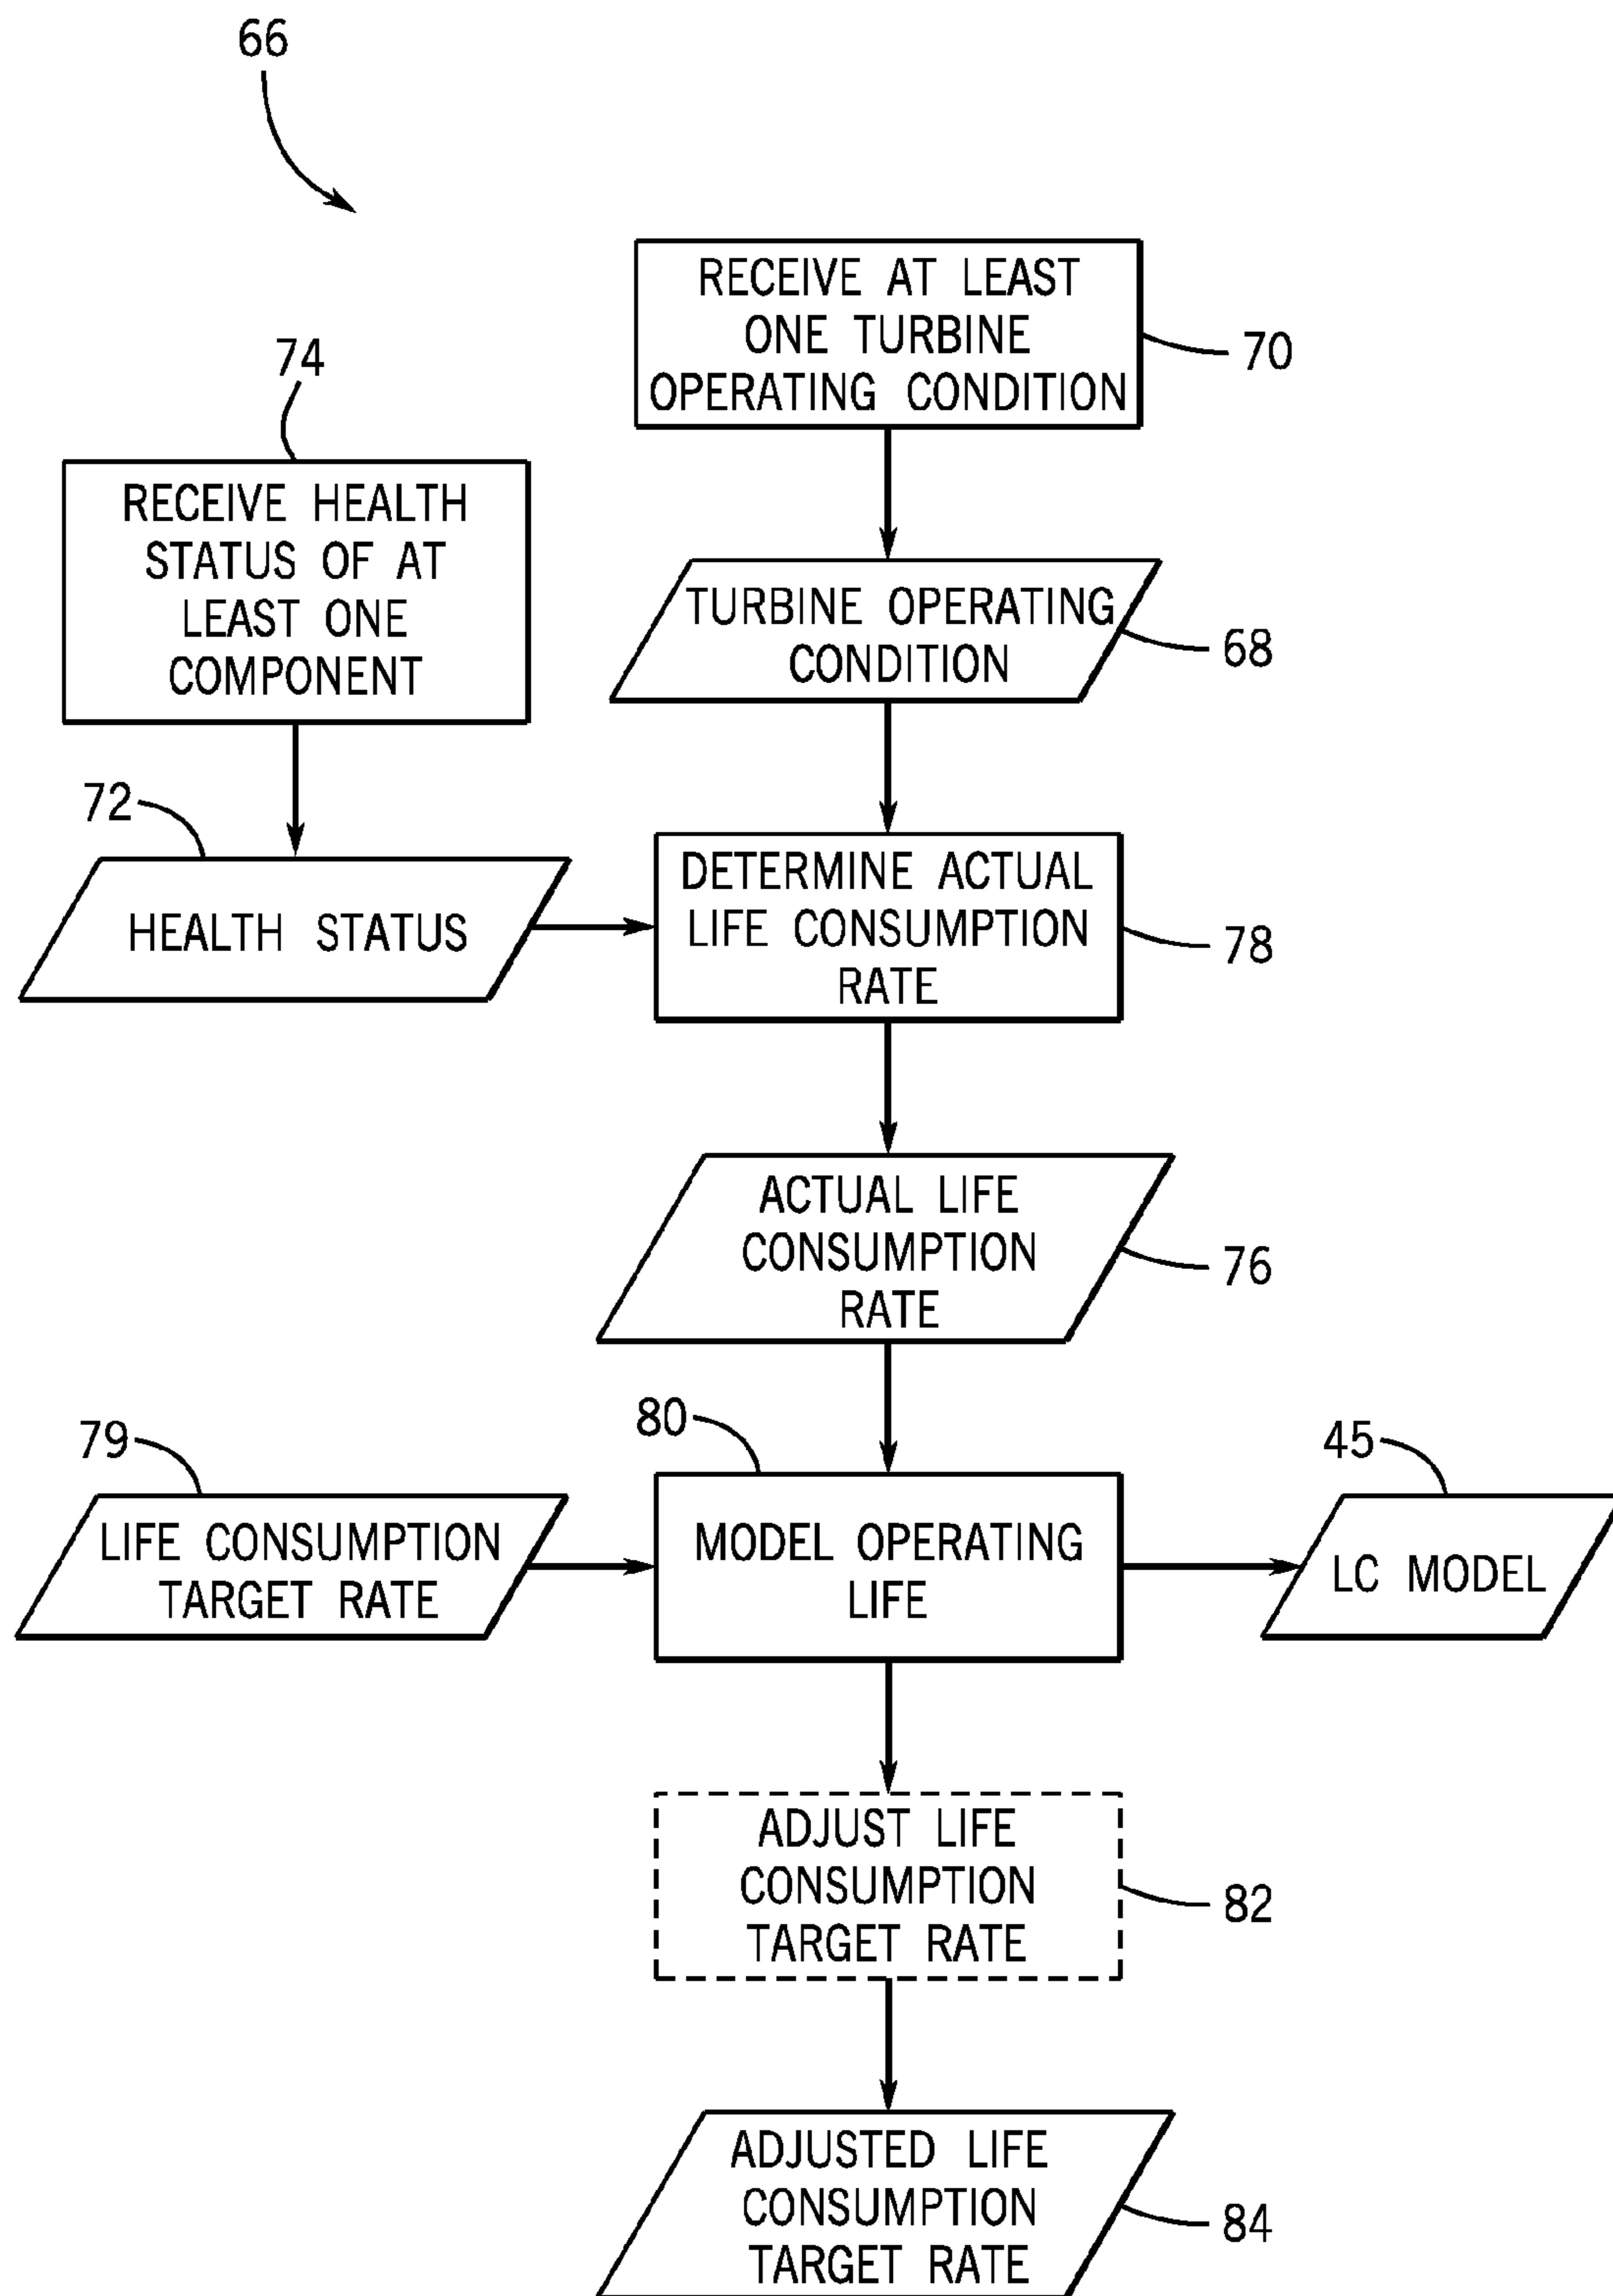 66
RECEIVE AT LEAST
ONE TURBINE
OPERATING CONDITION
70
74
RECEIVE HEALTH
STATUS OF AT
LEAST ONE
COMPONENT
TURBINE OPERATING
CONDITION
68
72
HEALTH STATUS
DETERMINE ACTUAL
LIFE CONSUMPTION
RATE
78
ACTUAL LIFE
CONSUMPTION
RATE
76
79
LIFE CONSUMPTION
TARGET RATE
80
MODEL OPERATING
LIFE
45
LC MODEL
ADJUST LIFE
CONSUMPTION
TARGET RATE
82
ADJUSTED LIFE
CONSUMPTION
TARGET RATE
84